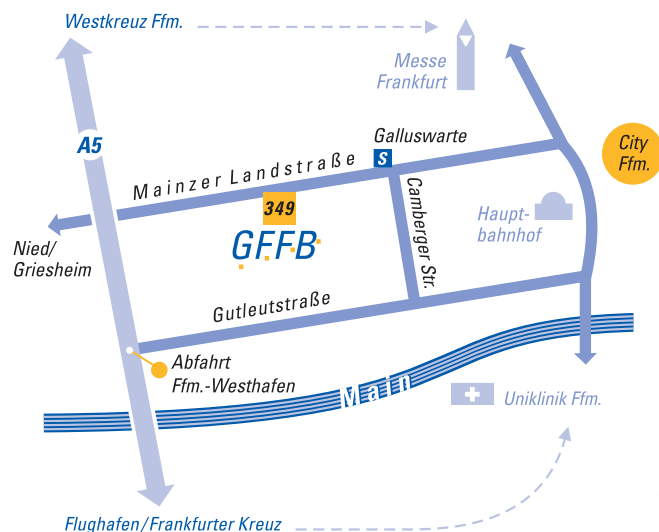 Westkreuz Ffm.
Messe
Frankfurt
A5
Galluswarte
S
City
Ffm.
Mainzer Landstraße
349
GFFB
Camberger Str.
Haupt-
bahnhof
Nied/
Griesheim
Gutleutstraße
Abfahrt
Ffm.-Westhafen
Main
Uniklinik Ffm.
Flughafen/Frankfurter Kreuz